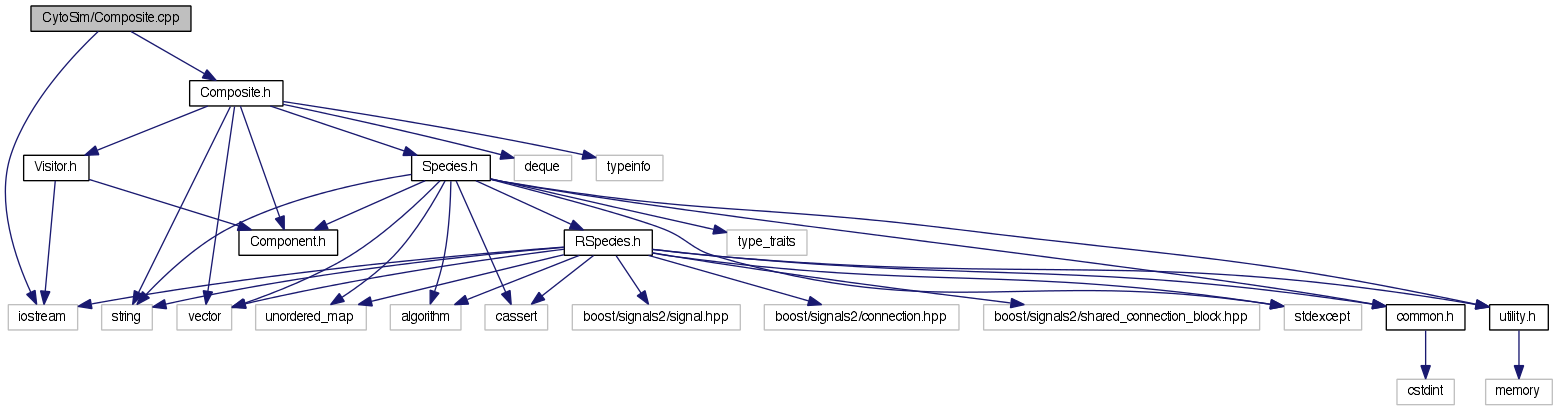 CytoSim/Composite.cpp
Composite.h
Visitor.h
Species.h
deque
typeinfo
Component.h
RSpecies.h
type_traits
iostream
string
vector
unordered_map
algorithm
cassert
boost/signals2/signal.hpp
boost/signals2/connection.hpp
boost/signals2/shared_connection_block.hpp
stdexcept
common.h
utility.h
cstdint
memory